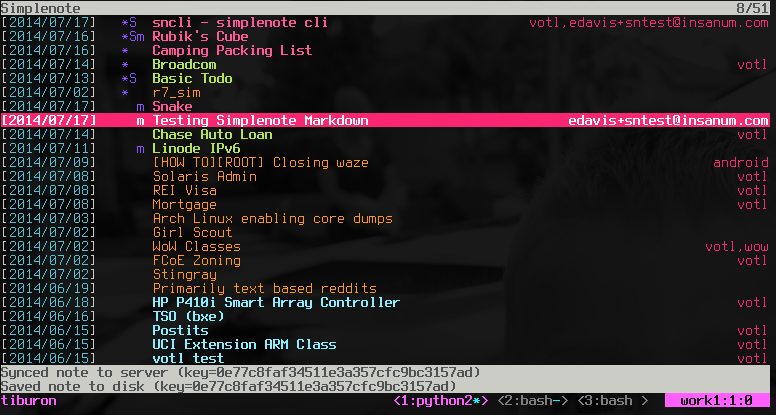 Simplenote 8/51
[2014/07/17] *S sncli - simplenote cli votl,edavis+sntest@insanum.com
[2014/07/16] *Sm Rubik's Cube
[2014/07/16] * Camping Packing List
[2014/07/14] * Broadcom votl
[2014/07/13] *S Basic Todo
[2014/07/02] * r7_sim
[2014/07/17] m Snake
[2014/07/17] m Testing Simplenote Markdown edavis+sntest@insanum.com
[2014/07/14] Chase Auto Loan votl
[2014/07/11] m Linode IPv6
[2014/07/09] [HOW TO][ROOT] Closing waze android
[2014/07/08] Solaris Admin votl
[2014/07/08] REI Visa votl
[2014/07/08] Mortgage votl
[2014/07/03] Arch Linux enabling core dumps
[2014/07/02] Girl Scout
[2014/07/02] WoW Classes votl,wow
[2014/07/02] FCoE Zoning votl
[2014/07/02] Stingray
[2014/06/19] Primarily text based reddits
[2014/06/18] HP P410i Smart Array Controller votl
[2014/06/16] TSO (bxe)
[2014/06/15] Postits votl
[2014/06/15] UCI Extension ARM Class votl
[2014/06/15] votl test votl
Synced note to server (key=0e77c8faf34511e3a357cfc9bc3157ad)
Saved note to disk (key=0e77c8faf34511e3a357cfc9bc3157ad)
tiburon <1:python2*> <2:bash-> <3:bash > work1:1:0